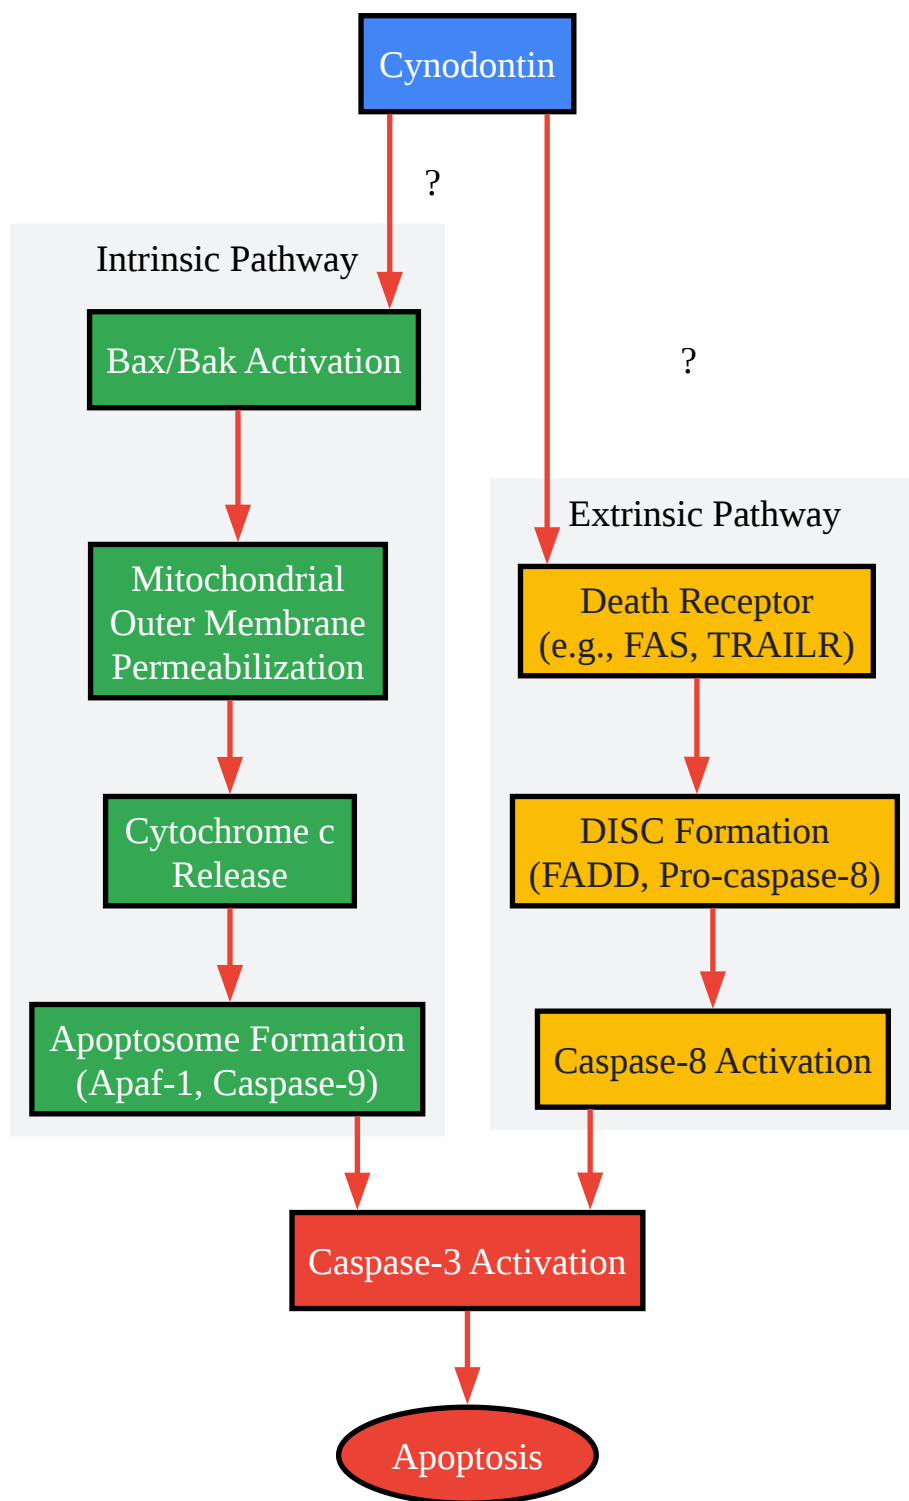 Cynodontin
?
Intrinsic Pathway
Bax/Bak Activation
?
Mitochondrial
Outer Membrane
Permeabilization
Cytochrome c
Release
Apoptosome Formation
(Apaf-1, Caspase-9)
Extrinsic Pathway
Death Receptor
(e.g., FAS, TRAILR)
DISC Formation
(FADD, Pro-caspase-8)
Caspase-8 Activation
Caspase-3 Activation
Apoptosis